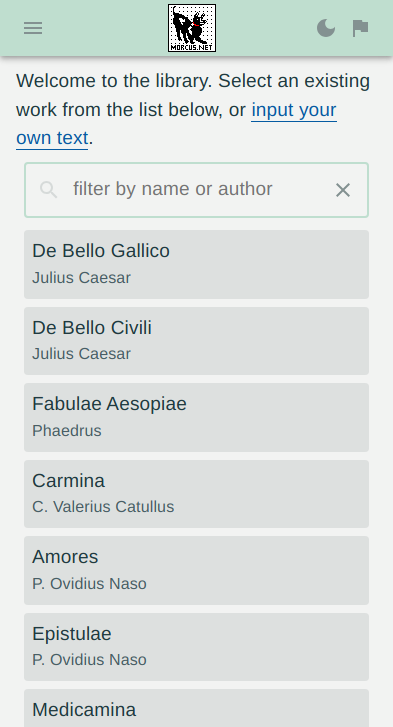 MORCUS.NET
Welcome to the library. Select an existing
work from the list below, or input your
own text.
filter by name or author
De Bello Gallico
Julius Caesar
De Bello Civili
Julius Caesar
Fabulae Aesopiae
Phaedrus
Carmina
C. Valerius Catullus
Amores
P. Ovidius Naso
Epistulae
P. Ovidius Naso
Medicamina